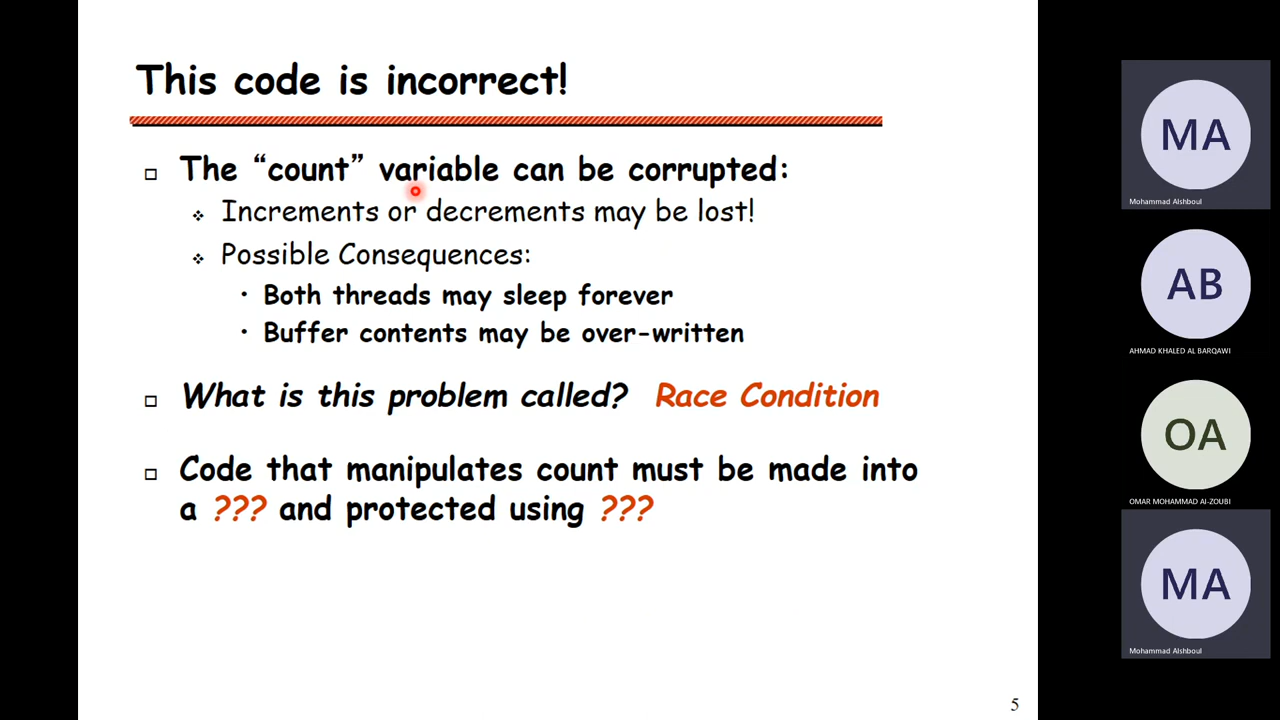 This code is incorrect!
The “count” variable can be corrupted:
Increments or decrements may be lost!
Possible Consequences:
Both threads may sleep forever
Buffer contents may be over-written
What is this problem called? Race Condition
Code that manipulates count must be made into
a ??? and protected using ???
5
MA
Mohammad Alshboul
AB
AHMAD KHALED AL BARQAWI
OA
OMAR MOHAMMAD Al-ZOUBI
MA
Mohammad Alshboul